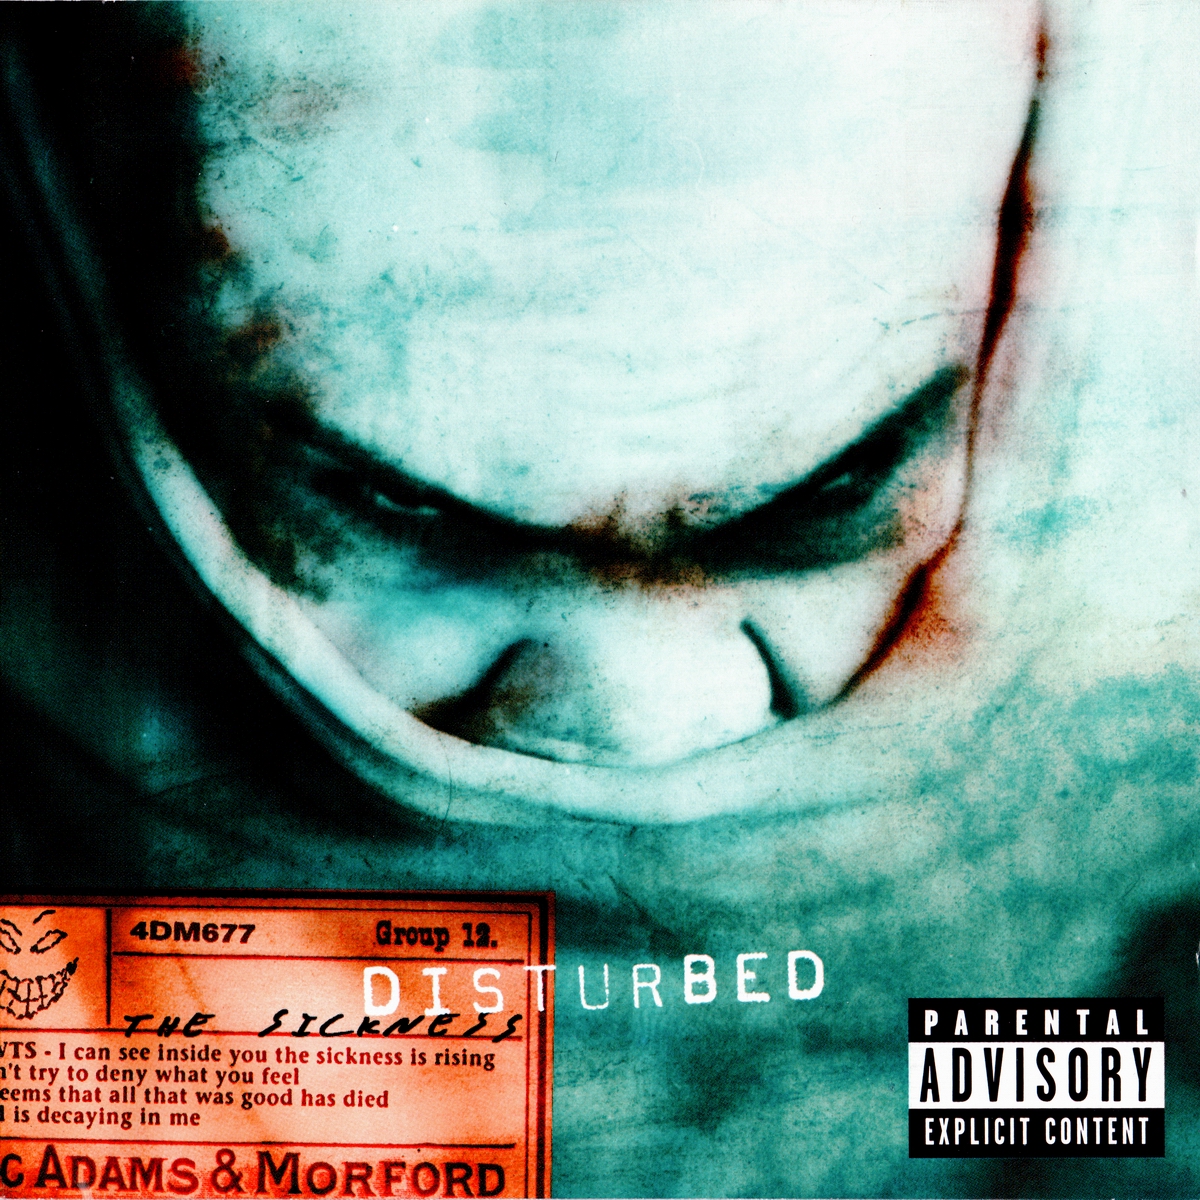 4DM677
Group 12.
DISTURBED
THE SICKNESS
VTS - I can see inside you the sickness is rising
n't try to deny what you feel
eems that all that was good has died
d is decaying in me
c ADAMS & MORFORD
PARENTAL
ADVISORY
EXPLICIT CONTENT